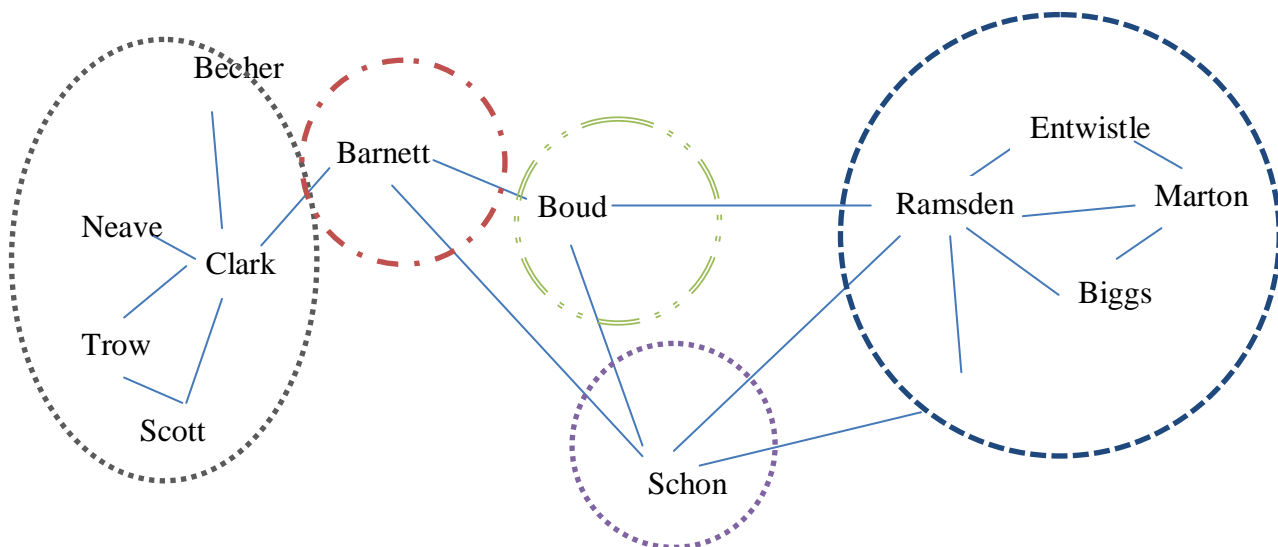 Becher
Entwistle
Barnett
Marton
Boud
Ramsden
Neave
Clark
Biggs
Trow
Scott
Schon